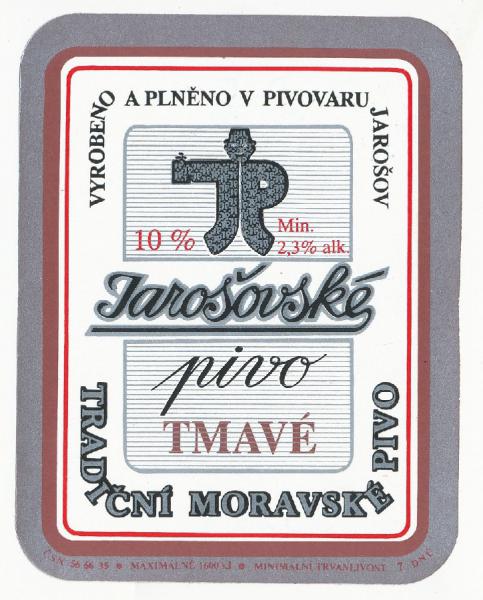 VYROBENO A PLNĚNO V PIVOVARU JAROŠOV
JP
10 %
Min.
2,3% alk.
Jarošovské
pivo
TMAVÉ
TRADIČNÍ MORAVSKÉ PIVO
ČSN 56 66 35 • MAXIMÁLNĚ 1600 kJ • MINIMÁLNÍ TRVANLIVOST 7 DNŮ